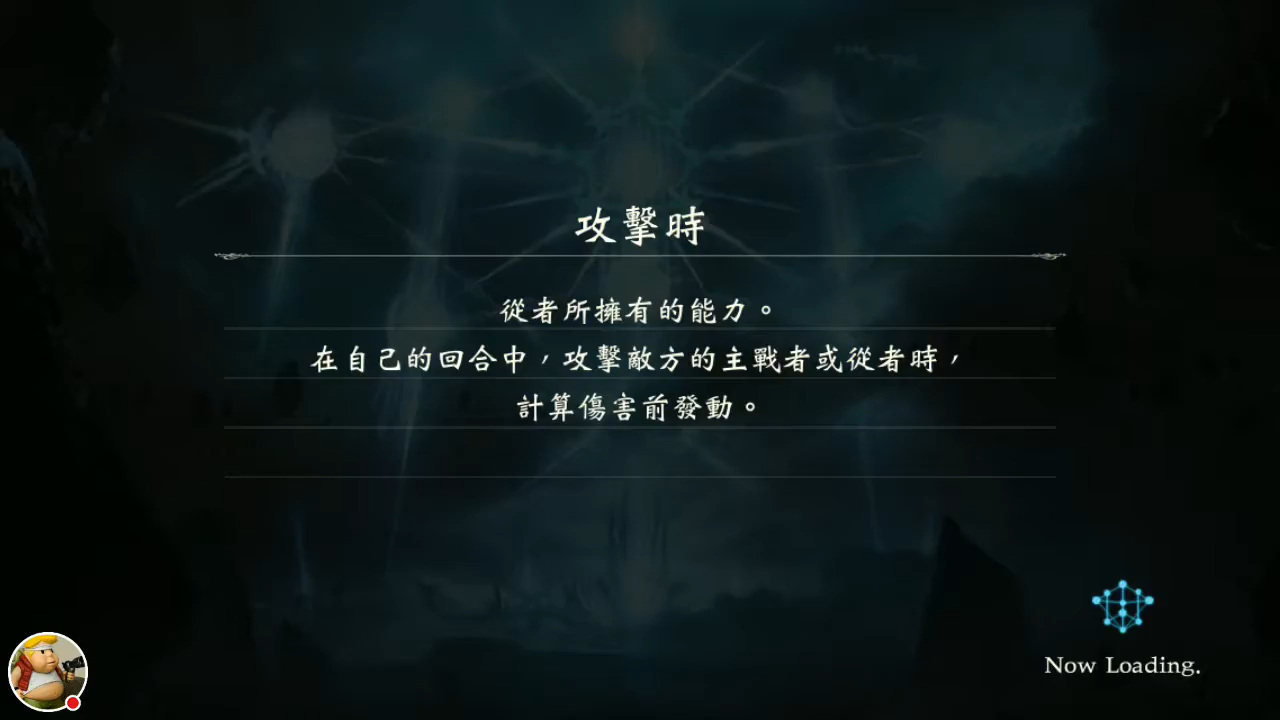 攻擊時
從者所擁有的能力。
在自己的回合中，攻擊敵方的主戰者或從者時，
計算傷害前發動。
Now Loading.